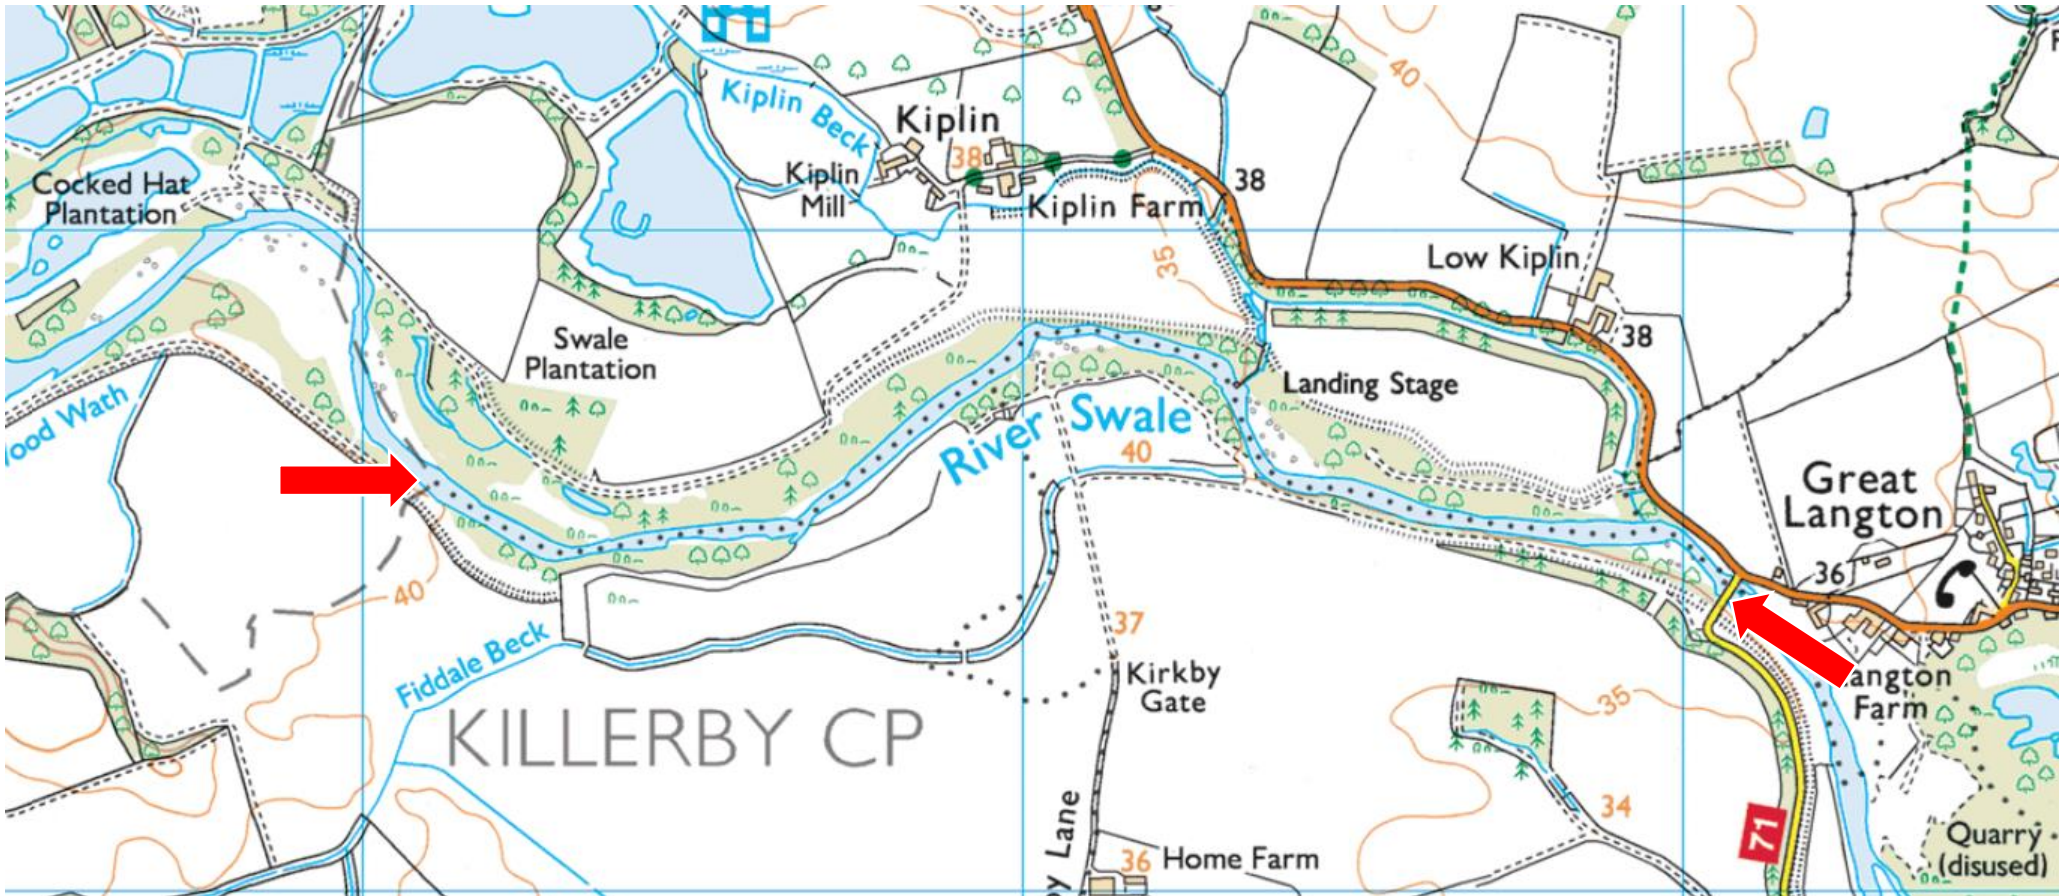 40
Kiplin Beck
Kiplin
38
Kiplin
Mill
Kiplin Farm
38
Cocked Hat
Plantation
35
Low Kiplin
38
Swale
Plantation
Landing Stage
ood Wath
River Swale
40
Great
Langton
36
40
37
Fiddale Beck
Kirkby
Gate
angton
Farm
KILLERBY CP
35
34
71
y Lane
36
Home Farm
Quarry
(disused)